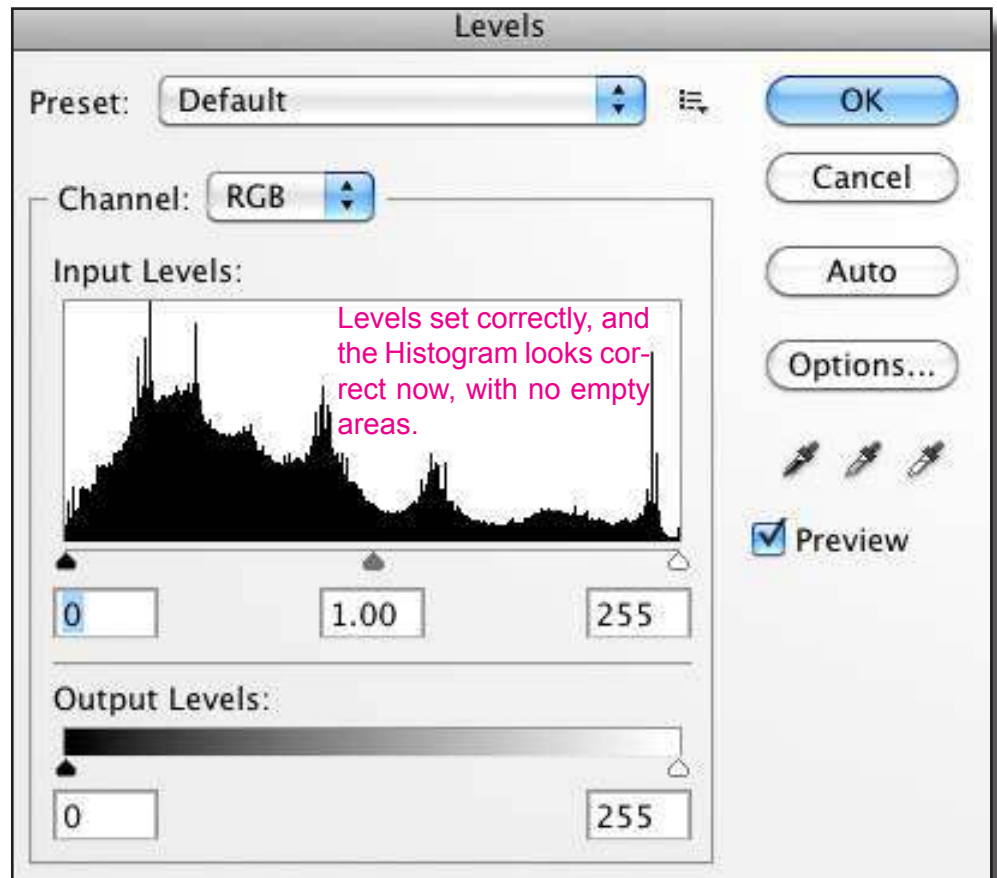 Levels
Preset: Default
OK
Cancel
Channel: RGB
Auto
Input Levels:
Levels set correctly, and
the Histogram looks cor-
rect now, with no empty
areas.
Options...
Preview
0 1.00 255
Output Levels:
0 255